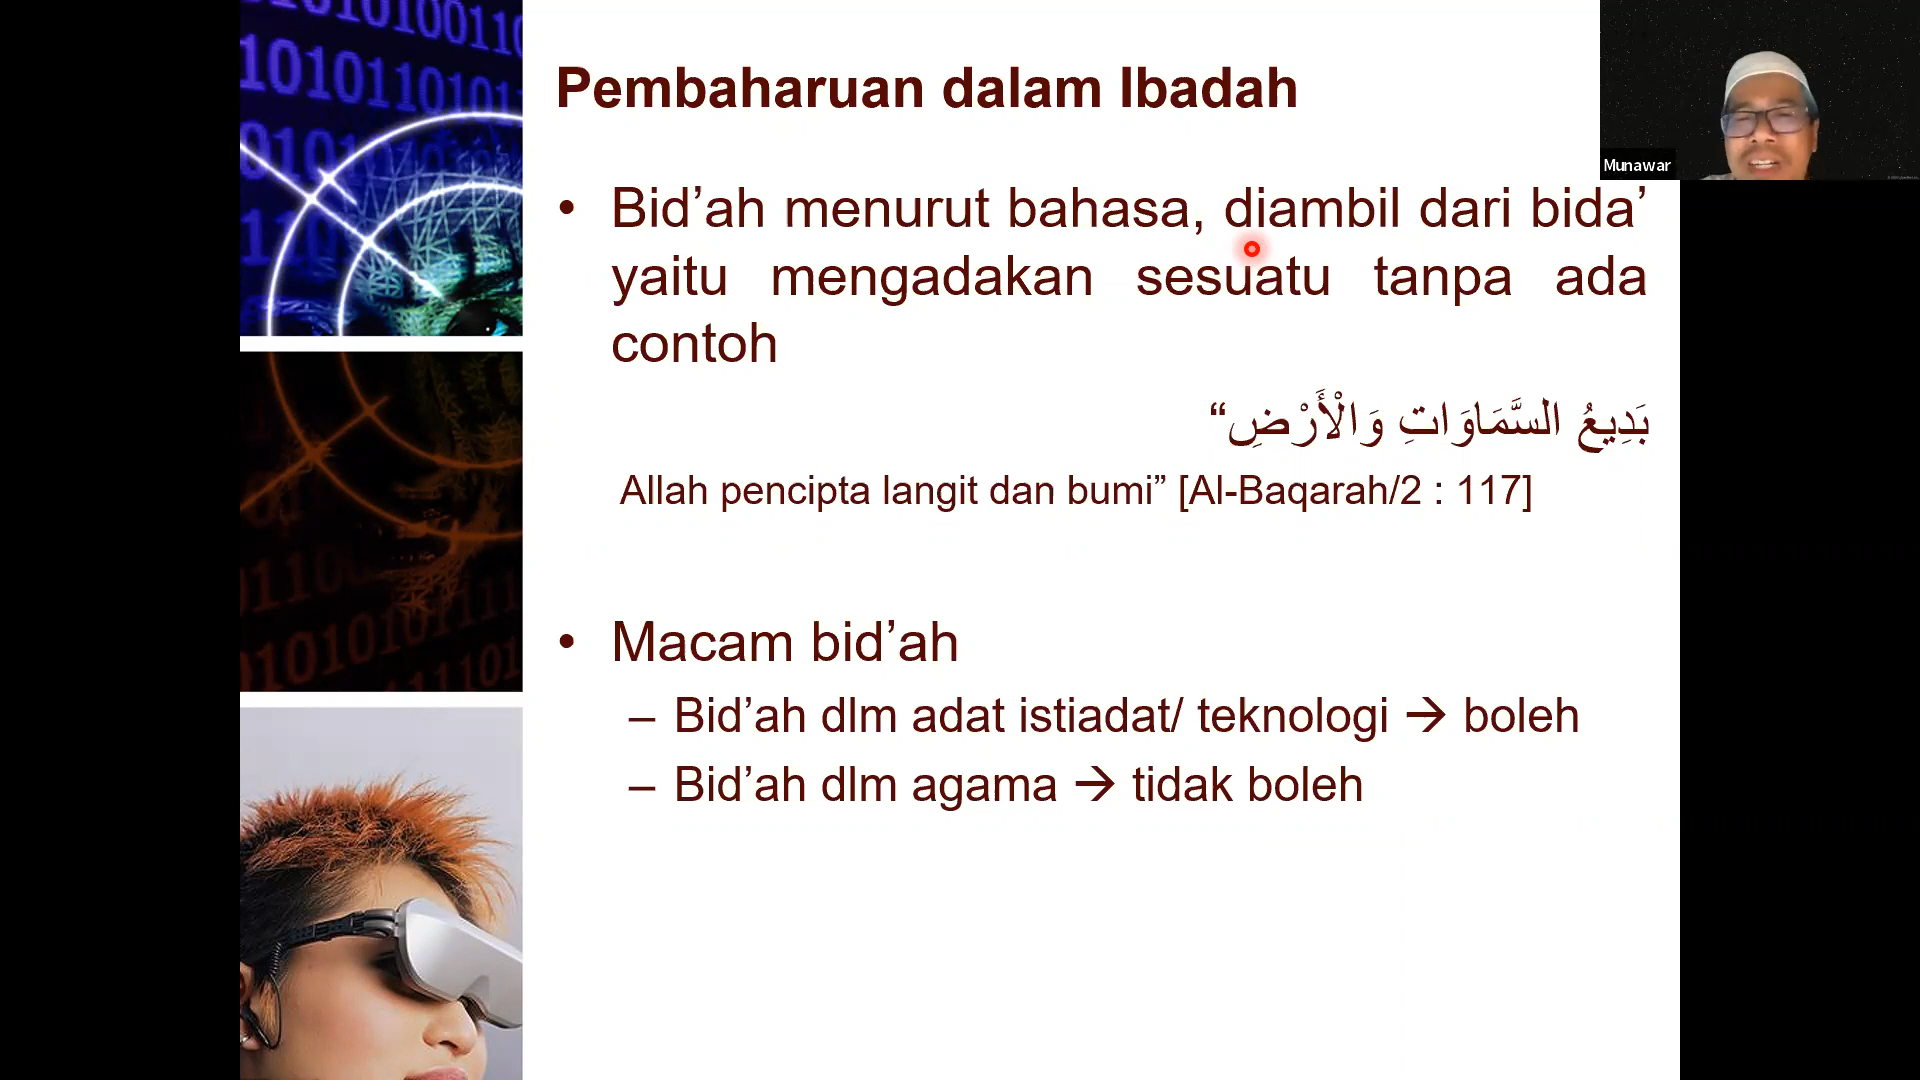 Pembaharuan dalam Ibadah
Munawar
• Bid’ah menurut bahasa, diambil dari bida’
yaitu mengadakan sesuatu tanpa ada
contoh
بَدِيعُ السَّمَاوَاتِ وَالْأَرْضِ“
Allah pencipta langit dan bumi” [Al-Baqarah/2 : 117]
• Macam bid’ah
– Bid’ah dlm adat istiadat/ teknologi → boleh
– Bid’ah dlm agama → tidak boleh